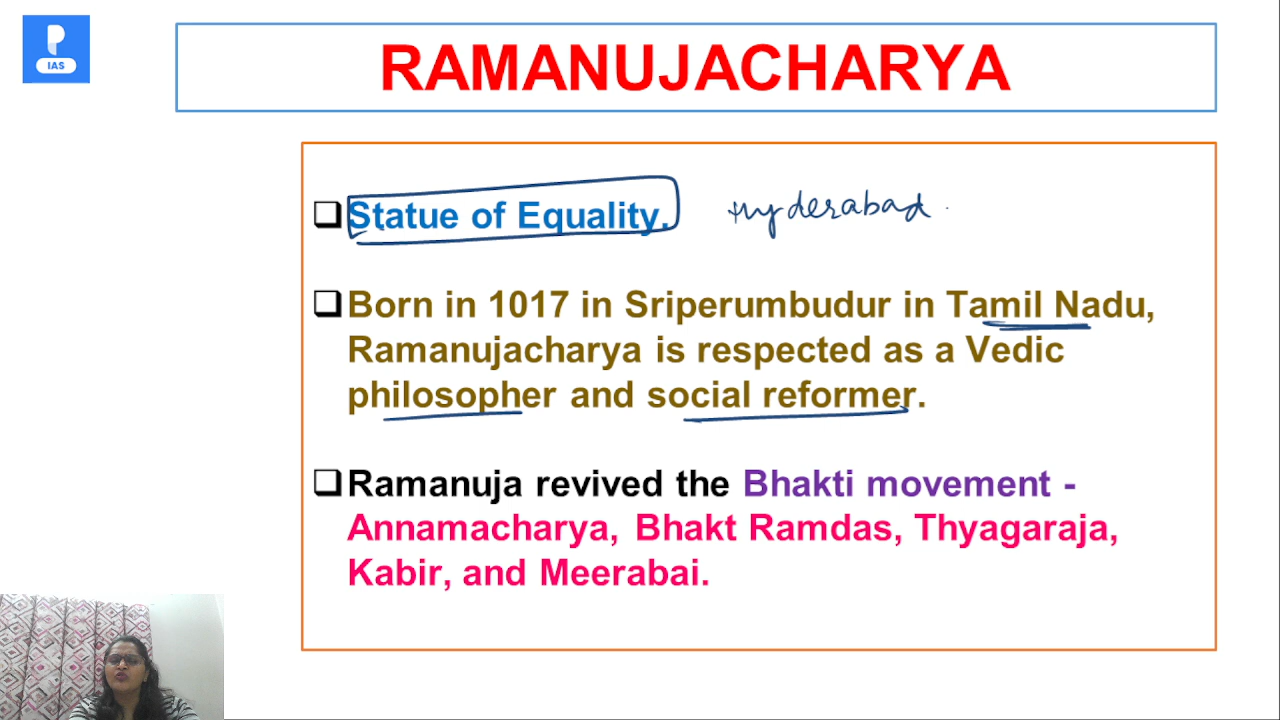 IAS
RAMANUJACHARYA
Statue of Equality. Hyderabad
Born in 1017 in Sriperumbudur in Tamil Nadu,
Ramanujacharya is respected as a Vedic
philosopher and social reformer.
Ramanuja revived the Bhakti movement -
Annamacharya, Bhakt Ramdas, Thyagaraja,
Kabir, and Meerabai.